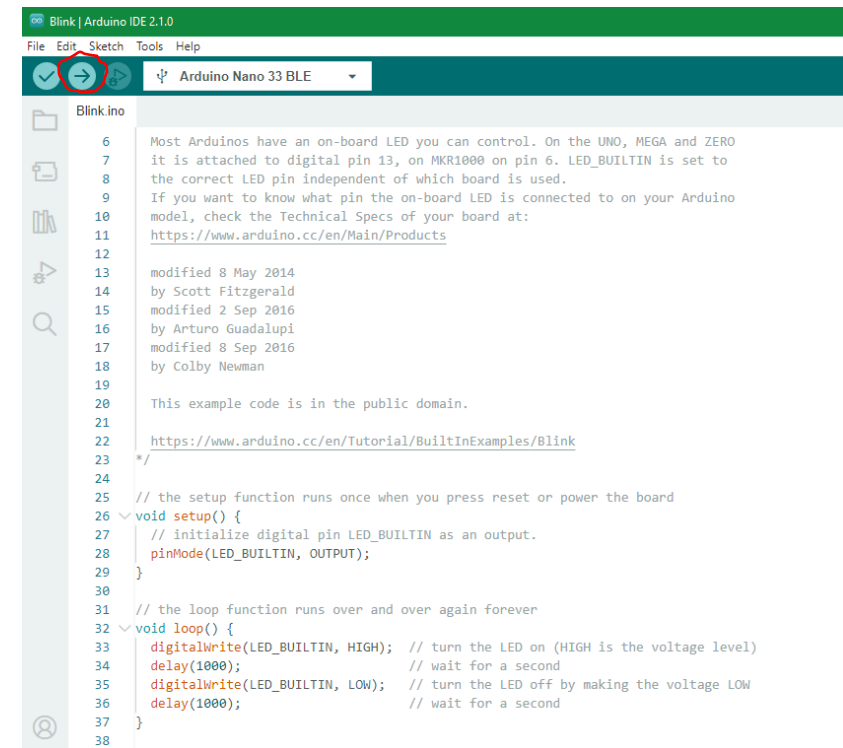 Blink | Arduino IDE 2.1.0
File Edit Sketch Tools Help
Arduino Nano 33 BLE
Blink.ino
6 Most Arduinos have an on-board LED you can control. On the UNO, MEGA and ZERO
7 it is attached to digital pin 13, on MKR1000 on pin 6. LED_BUILTIN is set to
8 the correct LED pin independent of which board is used.
9 If you want to know what pin the on-board LED is connected to on your Arduino
10 model, check the Technical Specs of your board at:
11 https://www.arduino.cc/en/Main/Products
12
13 modified 8 May 2014
14 by Scott Fitzgerald
15 modified 2 Sep 2016
16 by Arturo Guadalupi
17 modified 8 Sep 2016
18 by Colby Newman
19
20 This example code is in the public domain.
21
22 https://www.arduino.cc/en/Tutorial/BuiltInExamples/Blink
23 */
24
25 // the setup function runs once when you press reset or power the board
26 void setup() {
27 // initialize digital pin LED_BUILTIN as an output.
28 pinMode(LED_BUILTIN, OUTPUT);
29 }
30
31 // the loop function runs over and over again forever
32 void loop() {
33 digitalWrite(LED_BUILTIN, HIGH); // turn the LED on (HIGH is the voltage level)
34 delay(1000); // wait for a second
35 digitalWrite(LED_BUILTIN, LOW); // turn the LED off by making the voltage LOW
36 delay(1000); // wait for a second
37 }
38